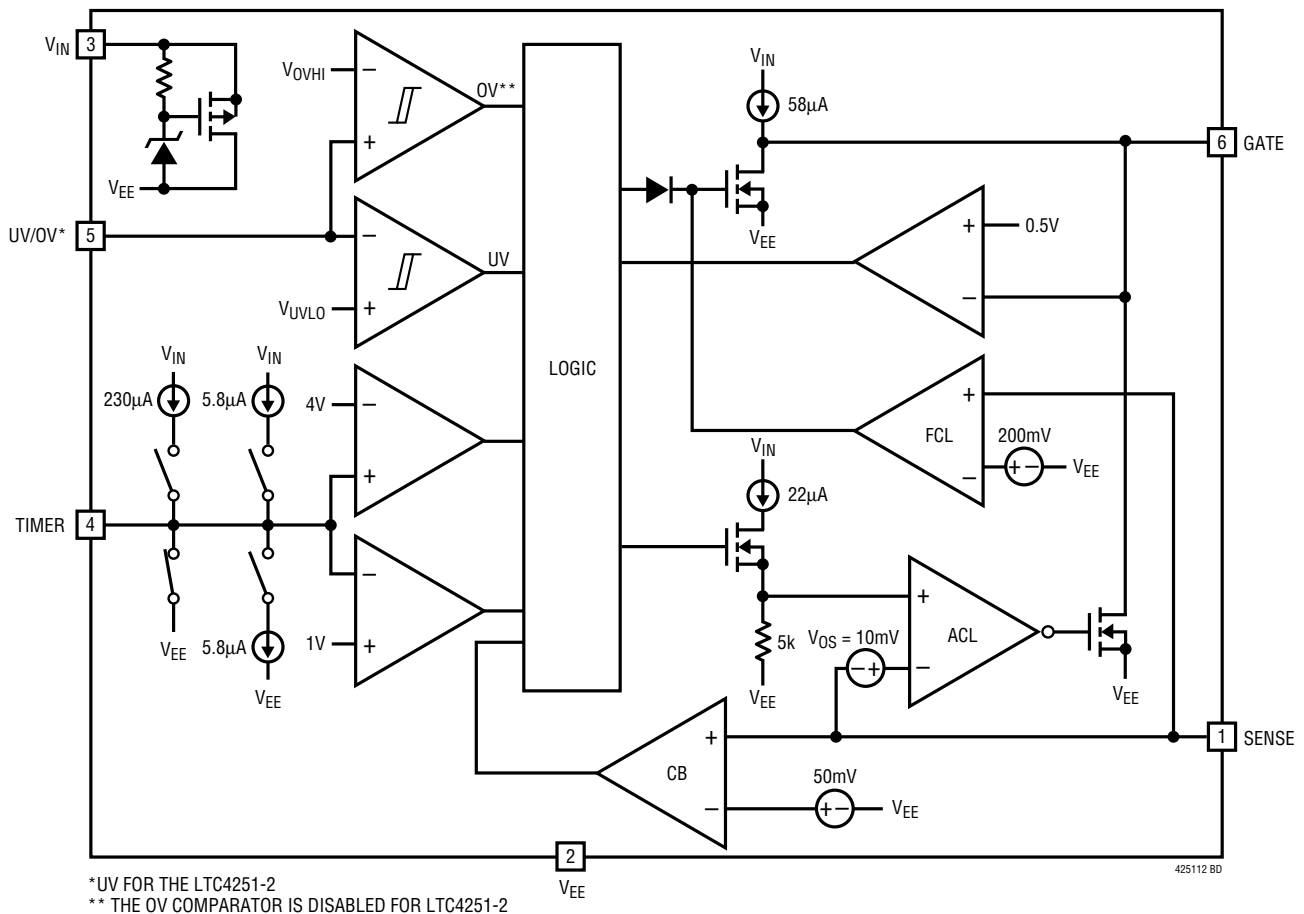 VIN 3
VEE
UV/OV* 5
VOVHI − +
OV**
− +
UV
VUVLO
LOGIC
VIN
58µA
VEE
6 GATE
+ 0.5V
−
VIN VIN
230µA 5.8µA
4V − +
TIMER 4
VEE 5.8µA
VEE
− +
1V
FCL + −
200mV
+− VEE
VIN
22µA
5k
VEE
VOS = 10mV
−+
ACL + −
VEE
1 SENSE
CB + −
50mV
+− VEE
2
VEE
425112 BD
*UV FOR THE LTC4251-2
** THE OV COMPARATOR IS DISABLED FOR LTC4251-2